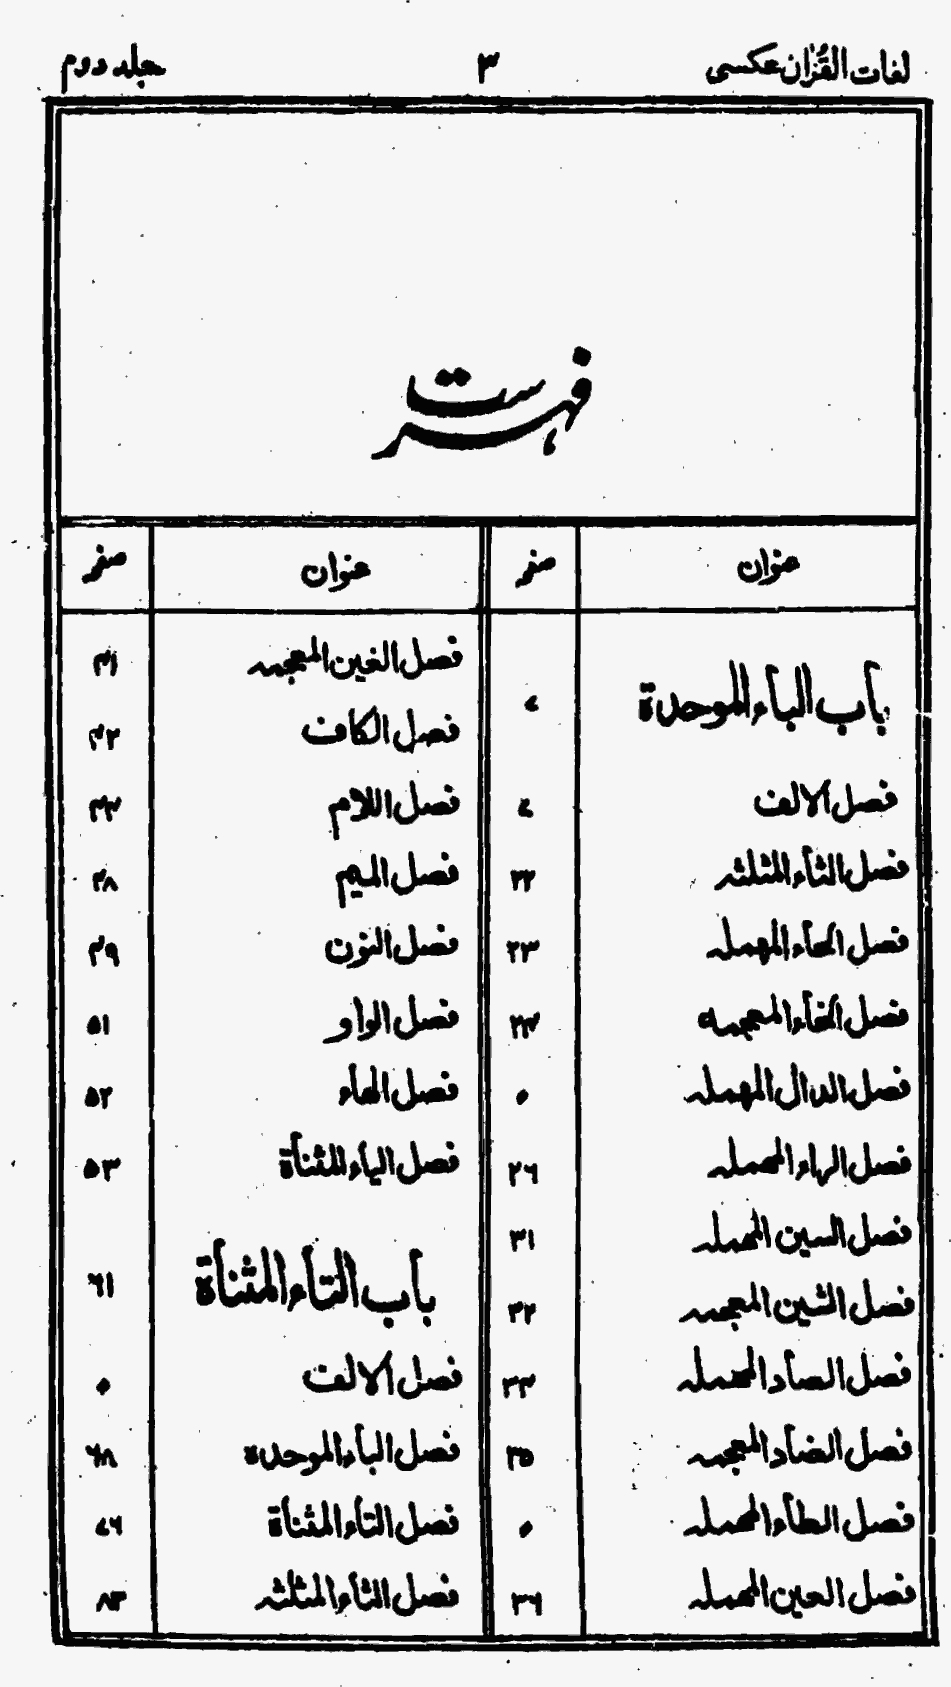 لغات القرآن عکسی ۳ جلد دوم
فہرست
عنوان صفحہ عنوان صفحہ
باب الباء الموحدة ۷
فصل الالف ۷
فصل الثاء المثلثہ ۲۲
فصل الحاء المہملہ ۲۳
فصل الخاء المعجمہ ۲۴
فصل الدال المہملہ ۰
فصل الراء المہملہ ۲۶
فصل السین المہملہ ۳۱
فصل الشین المعجمہ ۳۲
فصل الصاد المہملہ ۳۳
فصل الضاد المعجمہ ۳۵
فصل الطاء المہملہ ۰
فصل العین المہملہ ۳۶
فصل الغین المعجمہ ۴۱
فصل الکاف ۴۲
فصل اللام ۴۳
فصل المیم ۴۸
فصل النون ۴۹
فصل الواو ۵۱
فصل الھاء ۵۲
فصل الیاء المثناۃ ۵۳
باب التاء المثناة ۶۱
فصل الالف ۰
فصل الباء الموحدہ ۶۸
فصل التاء المثناۃ ۷۶
فصل الثاء المثلثہ ۸۳